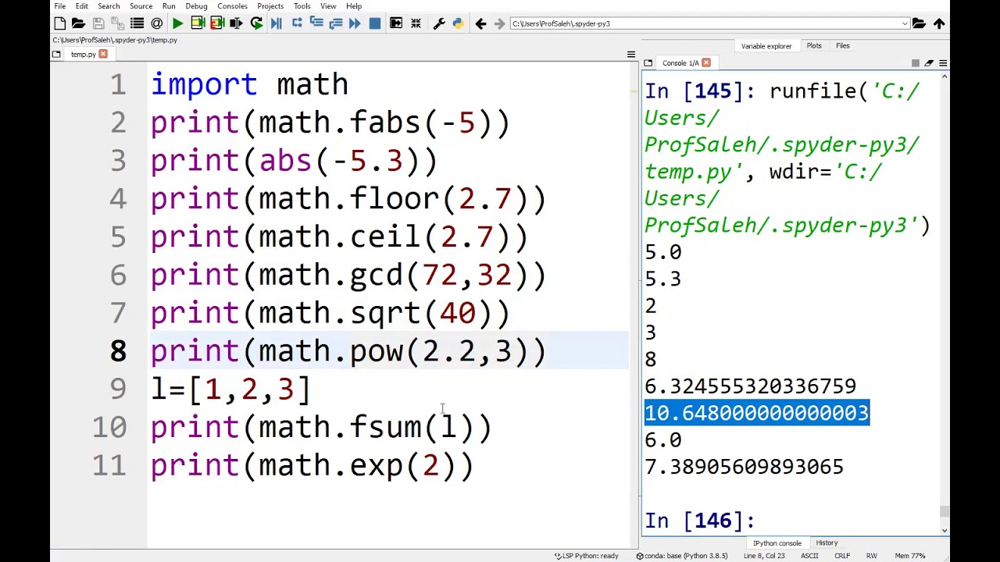 File Edit Search Source Run Debug Consoles Projects Tools View Help
C:\Users\ProfSaleh\.spyder-py3
C:\Users\ProfSaleh\.spyder-py3\temp.py
temp.py
1 import math
2 print(math.fabs(-5))
3 print(abs(-5.3))
4 print(math.floor(2.7))
5 print(math.ceil(2.7))
6 print(math.gcd(72,32))
7 print(math.sqrt(40))
8 print(math.pow(2.2,3))
9 l=[1,2,3]
10 print(math.fsum(l))
11 print(math.exp(2))
Variable explorer Plots Files
Console 1/A
In [145]: runfile('C:/
Users/
ProfSaleh/.spyder-py3/
temp.py', wdir='C:/
Users/
ProfSaleh/.spyder-py3')
5.0
5.3
2
3
8
6.324555320336759
10.648000000000003
6.0
7.38905609893065
In [146]:
IPython console History
LSP Python: ready conda: base (Python 3.8.5) Line 8, Col 23 ASCII CRLF RW Mem 77%